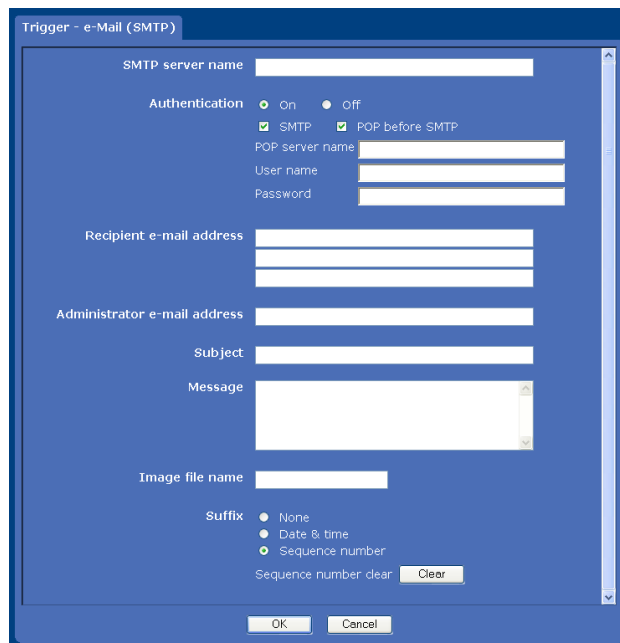 Trigger - e-Mail (SMTP)
SMTP server name
Authentication On Off
SMTP POP before SMTP
POP server name
User name
Password
Recipient e-mail address
Administrator e-mail address
Subject
Message
Image file name
Suffix None
Date & time
Sequence number
Sequence number clear Clear
OK Cancel